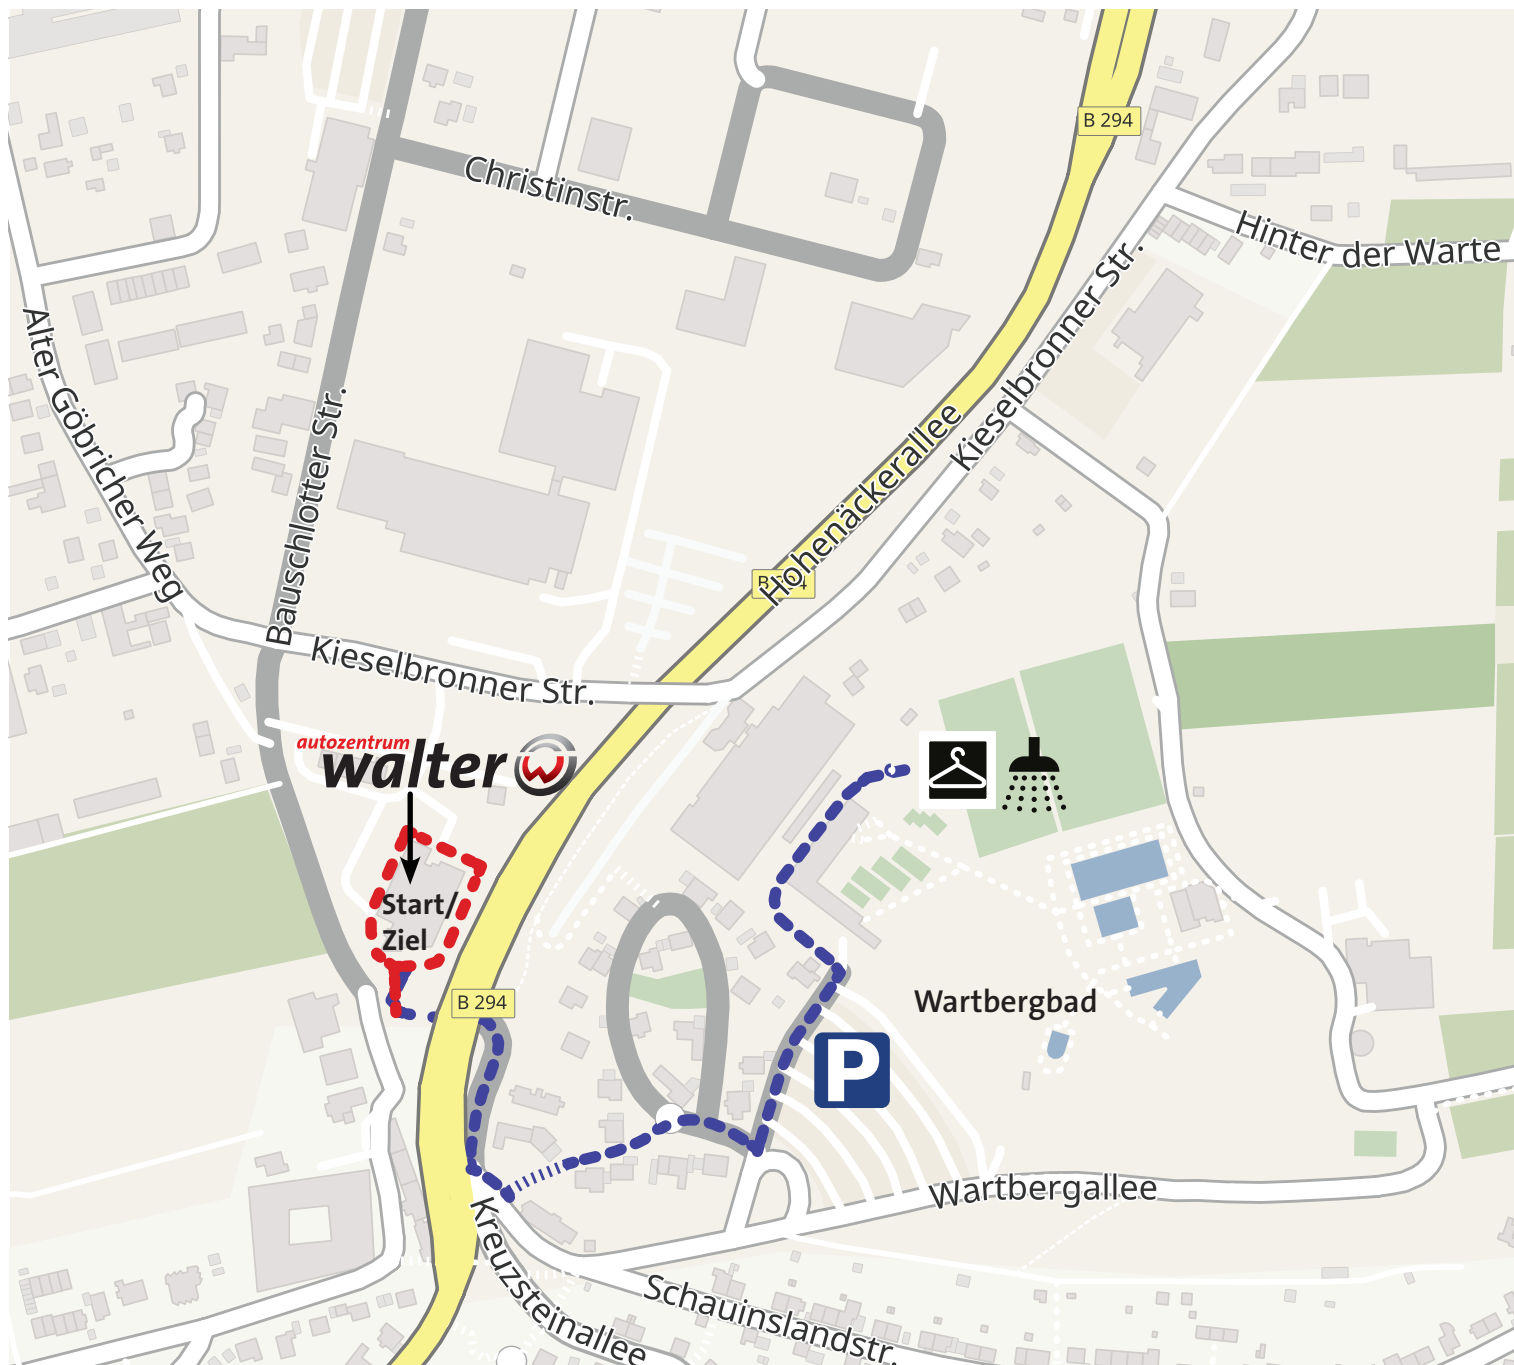 B 294
Christinstr.
Hinter der Warte
Kieselbronner Str.
Alter Göbricher Weg
Bauschlotter Str.
Hohenäckerallee
Kieselbronner Str.
autozentrum
walter
Start/
Ziel
B 294
Wartbergbad
P
Wartbergallee
Kreuzsteinallee
Schauinslandstr.